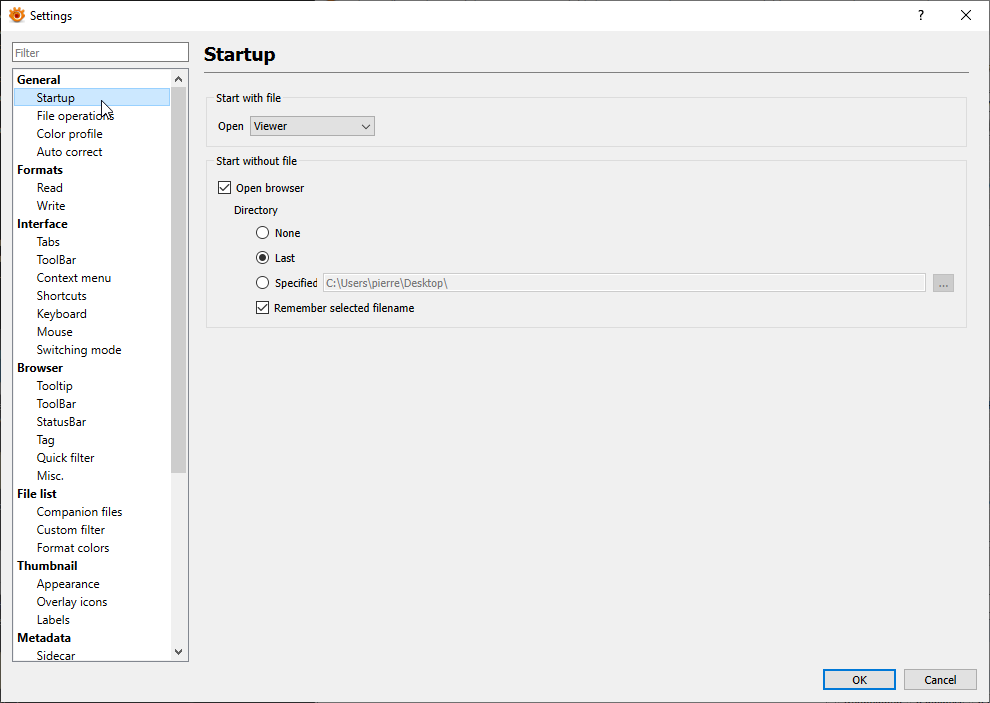 Settings
?
Filter
General
Startup
File operations
Color profile
Auto correct
Formats
Read
Write
Interface
Tabs
ToolBar
Context menu
Shortcuts
Keyboard
Mouse
Switching mode
Browser
Tooltip
ToolBar
StatusBar
Tag
Quick filter
Misc.
File list
Companion files
Custom filter
Format colors
Thumbnail
Appearance
Overlay icons
Labels
Metadata
Sidecar
Startup
Start with file
Open Viewer
Start without file
Open browser
Directory
None
Last
Specified C:\Users\pierre\Desktop\ ...
Remember selected filename
OK Cancel